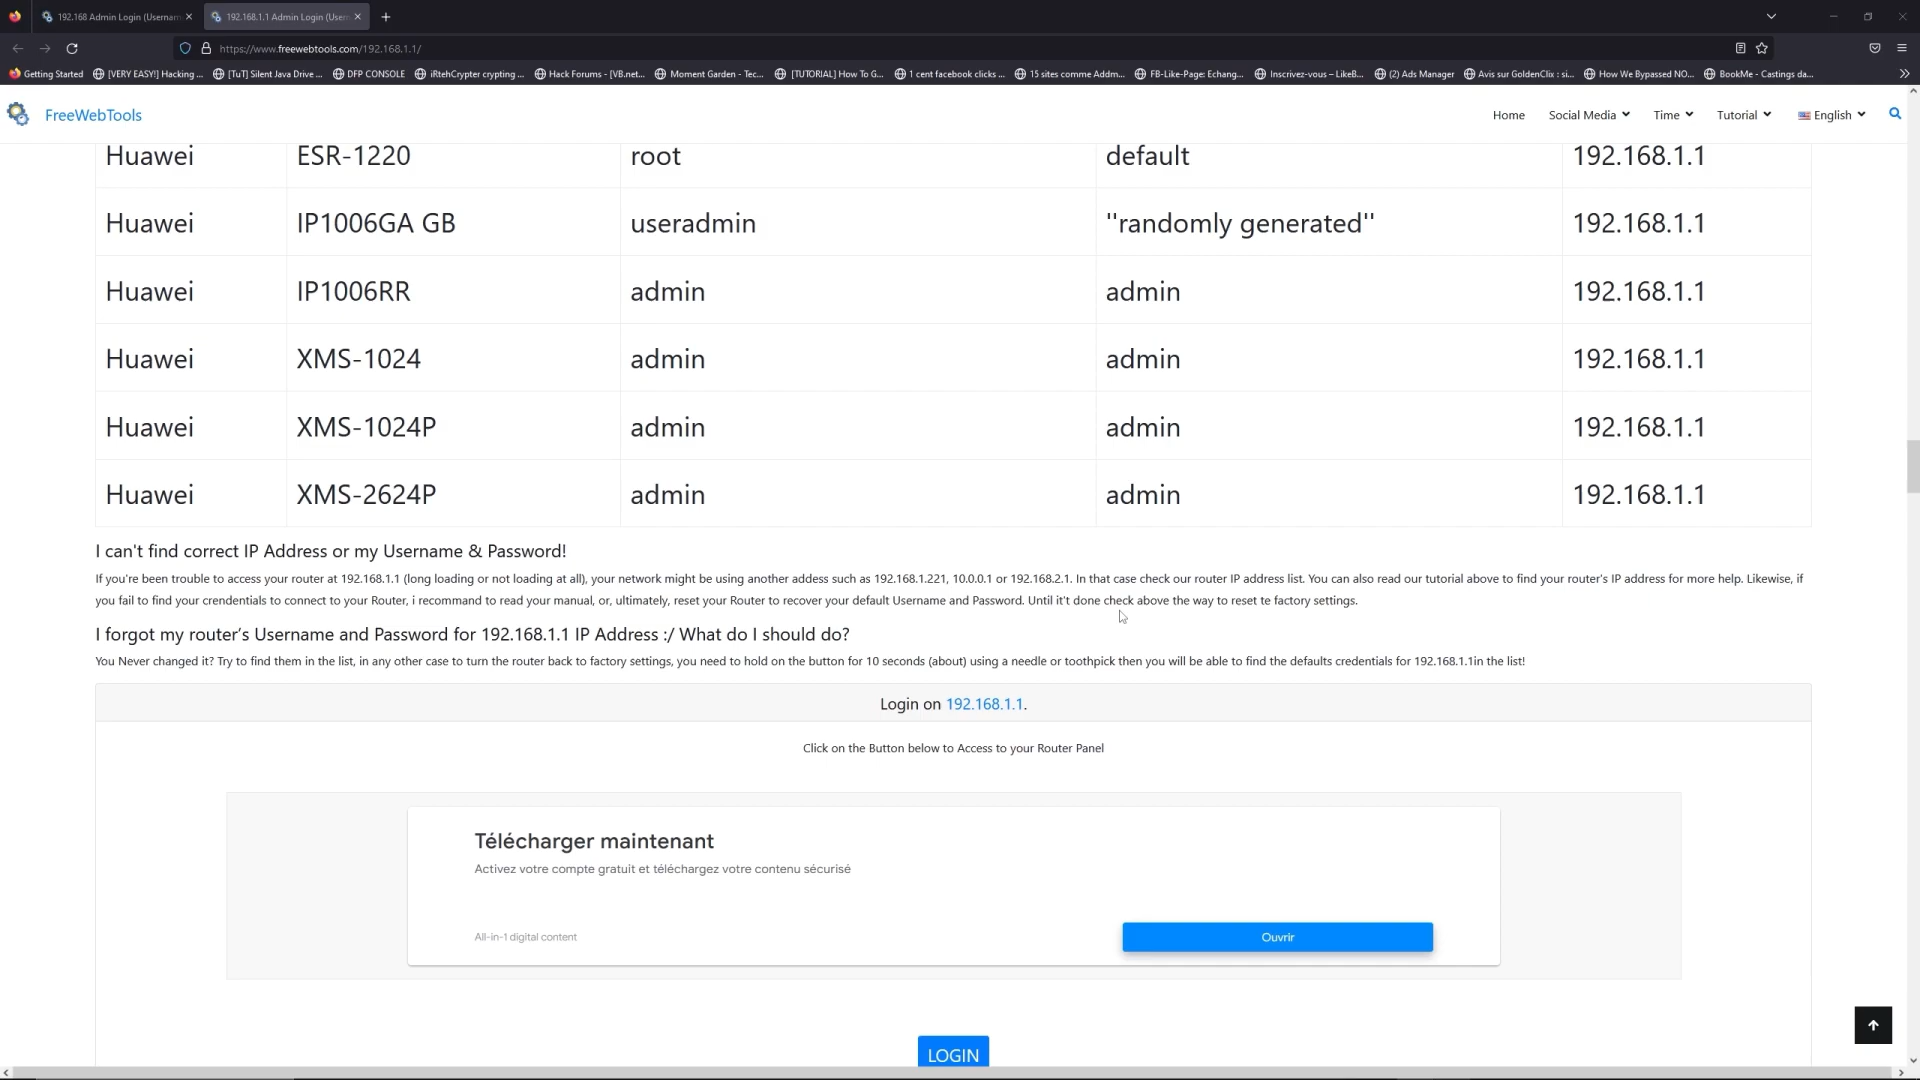 192.168 Admin Login (Usernam
192.168.1.1 Admin Login (User
https://www.freewebtools.com/192.168.1.1/
Getting Started
[VERY EASY!] Hacking ...
[TuT] Silent Java Drive ...
DFP CONSOLE
iRtehCrypter crypting ...
Hack Forums - [VB.net...
Moment Garden - Tec...
[TUTORIAL] How To G...
1 cent facebook clicks ...
15 sites comme Addm...
FB-Like-Page: Echang...
Inscrivez-vous – LikeB...
(2) Ads Manager
Avis sur GoldenClix : si...
How We Bypassed NO...
BookMe - Castings da...
FreeWebTools
Home Social Media Time Tutorial English
Huawei ESR-1220 root default 192.168.1.1
Huawei IP1006GA GB useradmin ''randomly generated'' 192.168.1.1
Huawei IP1006RR admin admin 192.168.1.1
Huawei XMS-1024 admin admin 192.168.1.1
Huawei XMS-1024P admin admin 192.168.1.1
Huawei XMS-2624P admin admin 192.168.1.1
I can't find correct IP Address or my Username & Password!
If you're been trouble to access your router at 192.168.1.1 (long loading or not loading at all), your network might be using another addess such as 192.168.1.221, 10.0.0.1 or 192.168.2.1. In that case check our router IP address list. You can also read our tutorial above to find your router's IP address for more help. Likewise, if
you fail to find your crendentials to connect to your Router, i recommand to read your manual, or, ultimately, reset your Router to recover your default Username and Password. Until it't done check above the way to reset te factory settings.
I forgot my router’s Username and Password for 192.168.1.1 IP Address :/ What do I should do?
You Never changed it? Try to find them in the list, in any other case to turn the router back to factory settings, you need to hold on the button for 10 seconds (about) using a needle or toothpick then you will be able to find the defaults credentials for 192.168.1.1in the list!
Login on 192.168.1.1.
Click on the Button below to Access to your Router Panel
Télécharger maintenant
Activez votre compte gratuit et téléchargez votre contenu sécurisé
All-in-1 digital content
Ouvrir
LOGIN